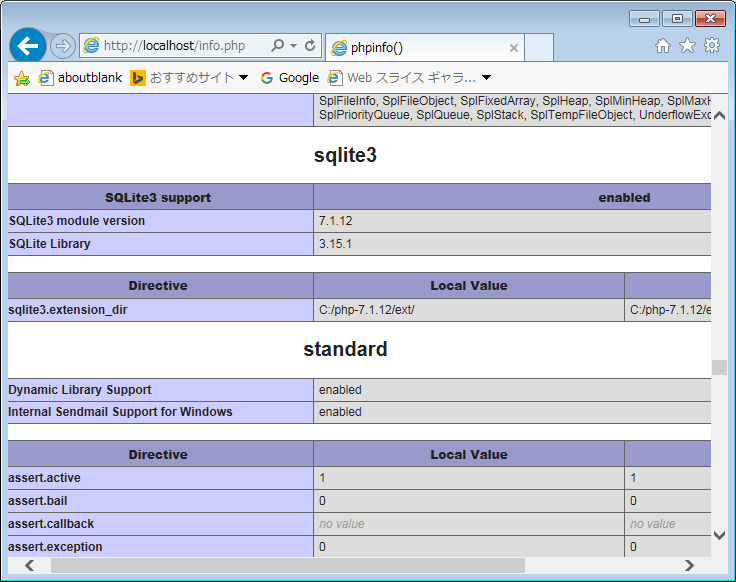 http://localhost/info.php
phpinfo()
aboutblank
おすすめサイト
Google
Web スライス ギャラ...
SplFileInfo, SplFileObject, SplFixedArray, SplHeap, SplMinHeap, SplMaxH
SplPriorityQueue, SplQueue, SplStack, SplTempFileObject, UnderflowExc
sqlite3
SQLite3 support enabled
SQLite3 module version 7.1.12
SQLite Library 3.15.1
Directive Local Value
sqlite3.extension_dir C:/php-7.1.12/ext/ C:/php-7.1.12/e
standard
Dynamic Library Support enabled
Internal Sendmail Support for Windows enabled
Directive Local Value
assert.active 1 1
assert.bail 0 0
assert.callback no value no value
assert.exception 0 0